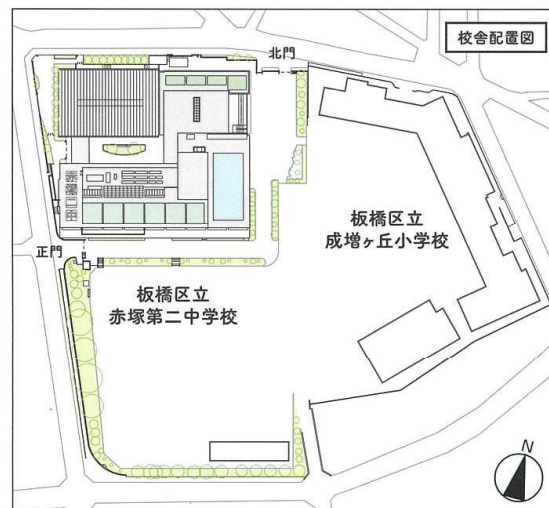 校舎配置図
北門
板橋区立
成増ヶ丘小学校
正門
板橋区立
赤塚第二中学校
N